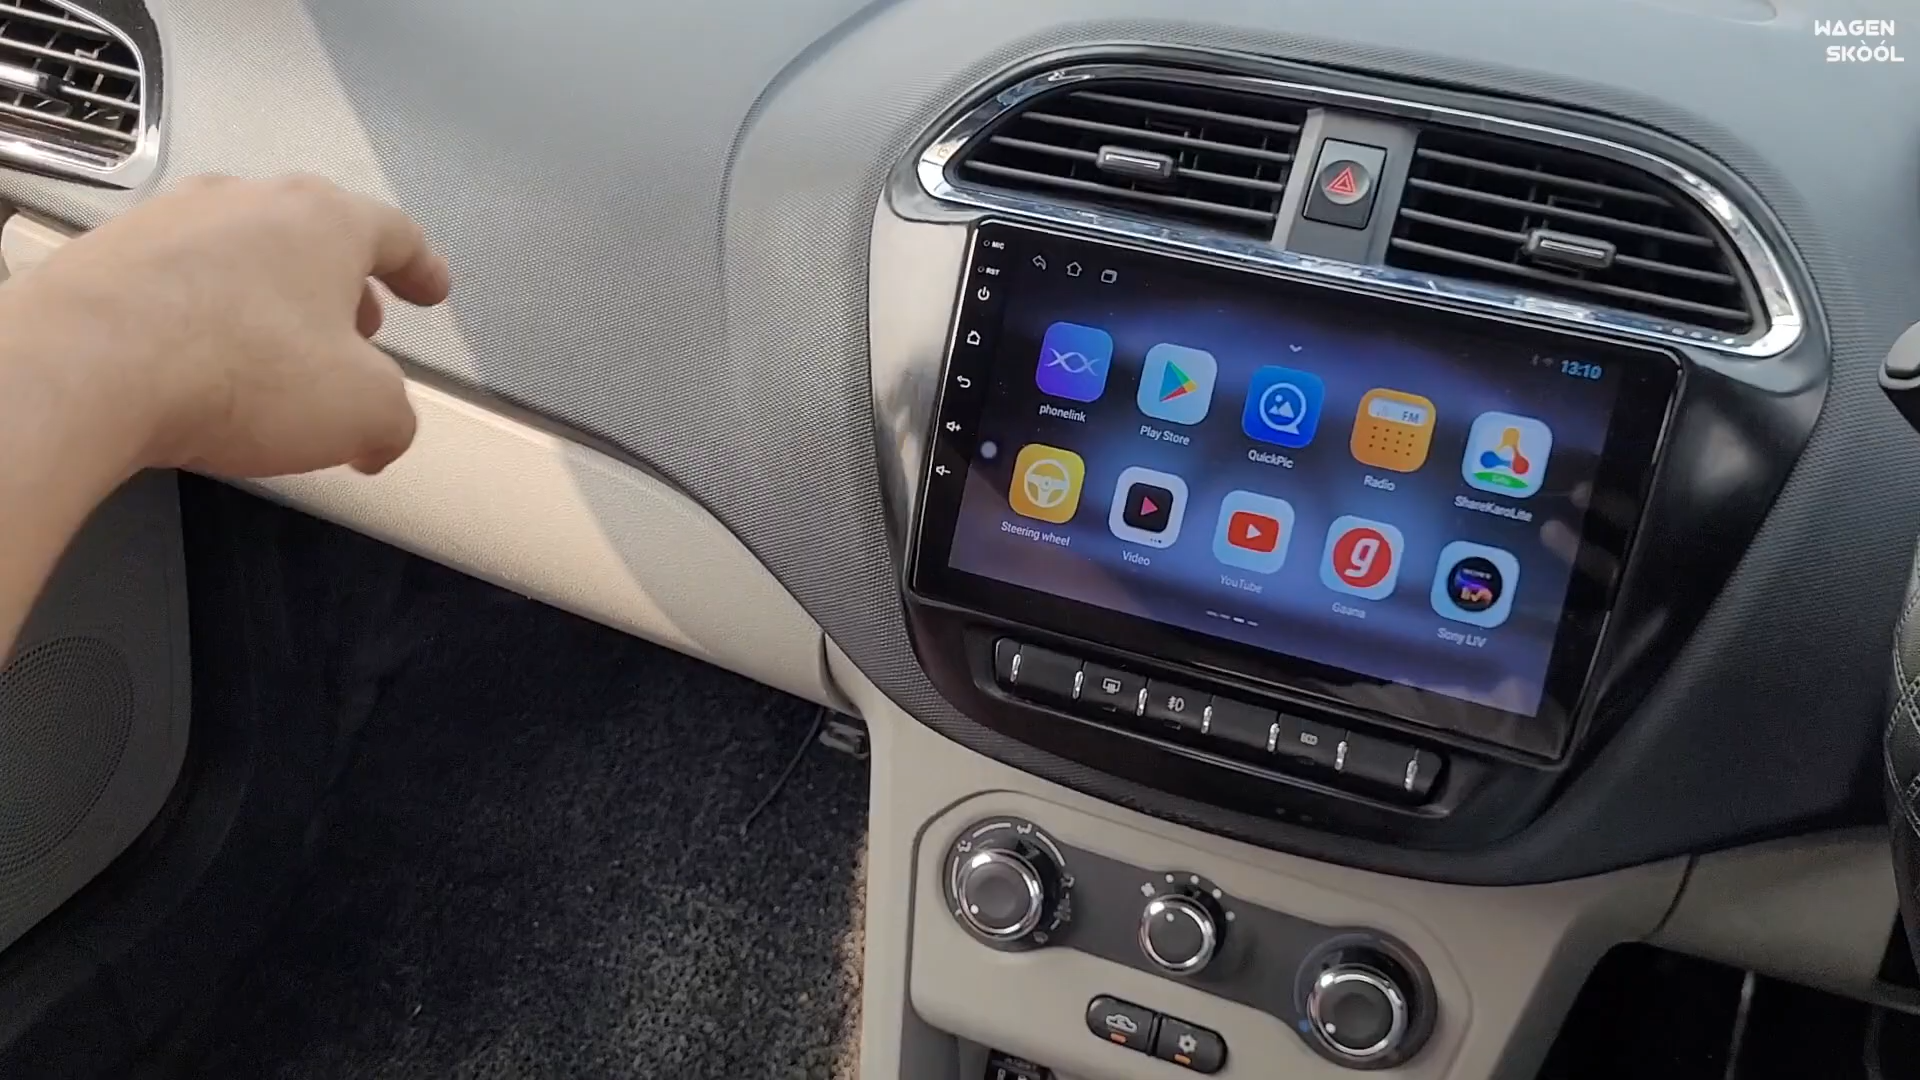 WAGEN
SKÒÓL
MIC
RST
13:10
phonelink
Play Store
QuickPic
FM
Radio
ShareKaroLite
Steering wheel
Video
YouTube
g
Gaana
Sony LIV